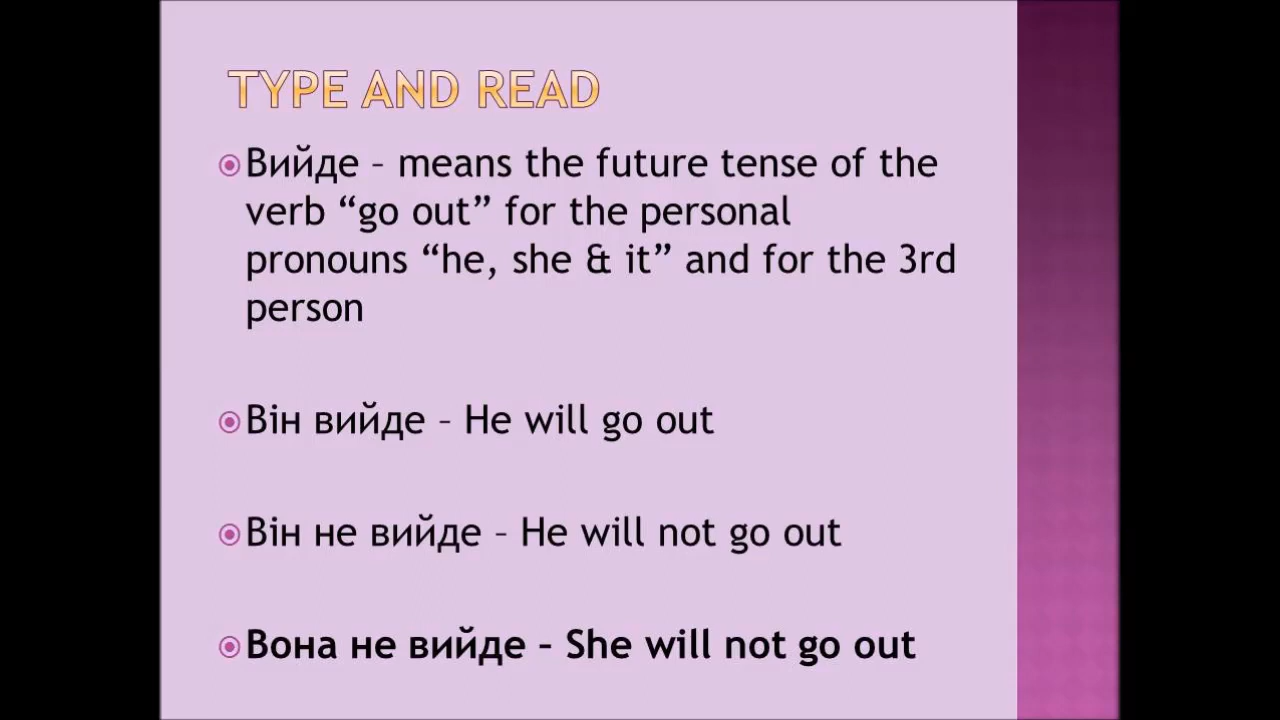 TYPE AND READ
Вийде – means the future tense of the
verb “go out” for the personal
pronouns “he, she & it” and for the 3rd
person
Він вийде – He will go out
Він не вийде – He will not go out
Вона не вийде – She will not go out